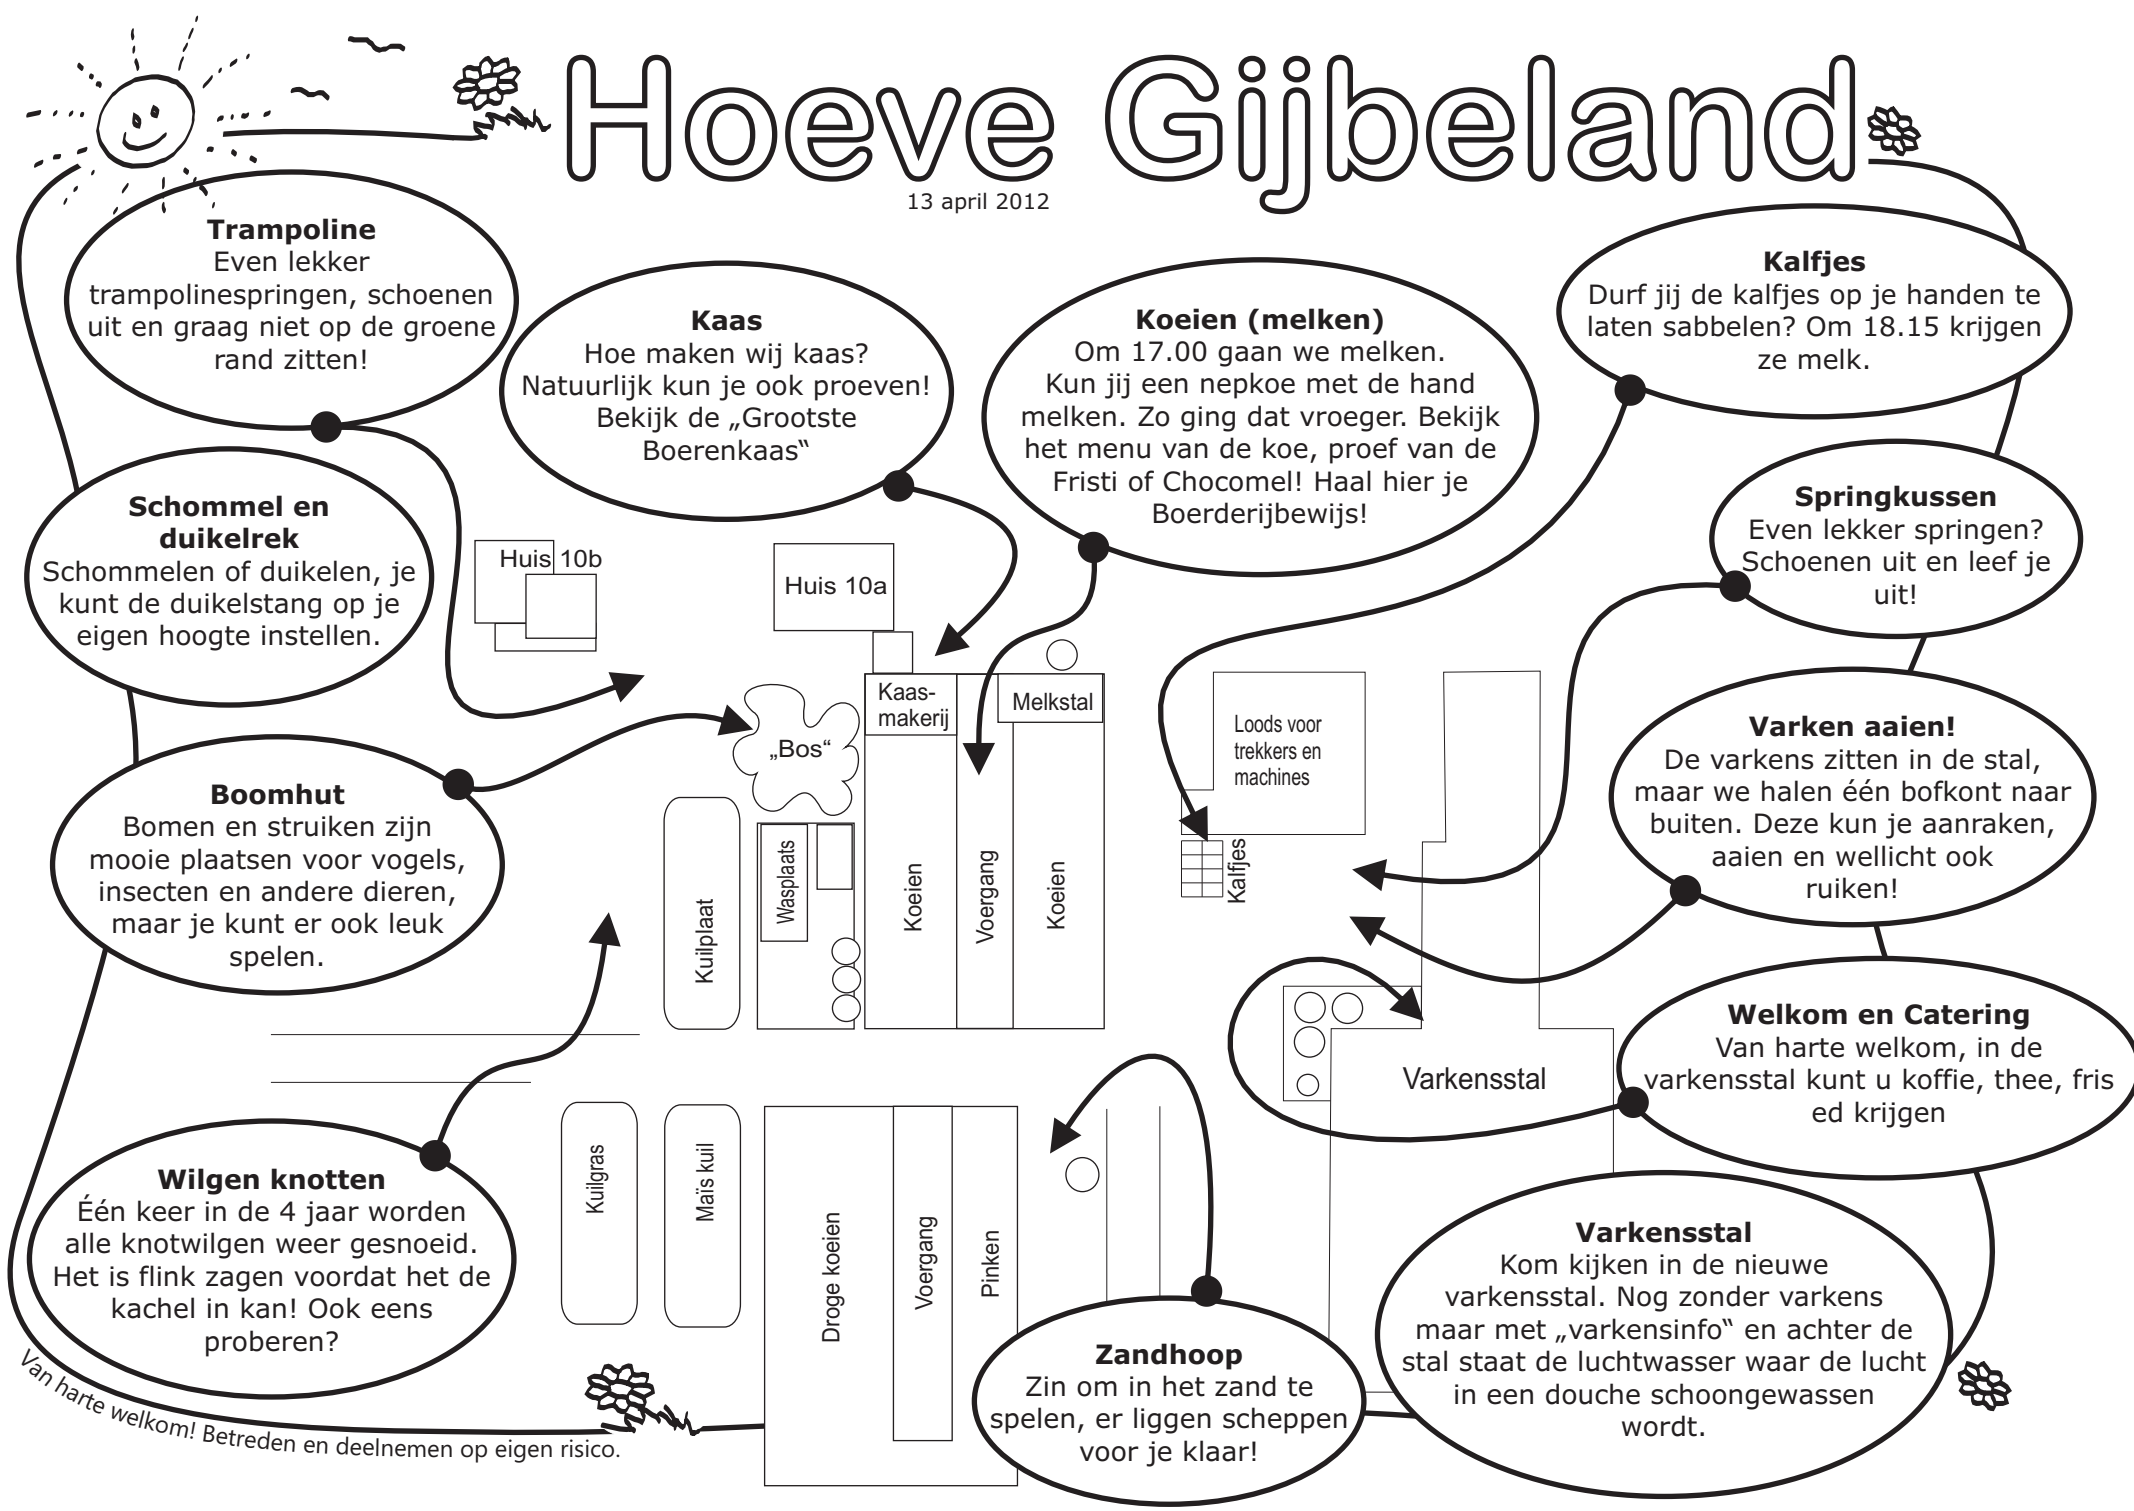 Hoeve Gijbeland
13 april 2012
Trampoline
Even lekker
trampolinespringen, schoenen
uit en graag niet op de groene
rand zitten!
Kaas
Hoe maken wij kaas?
Natuurlijk kun je ook proeven!
Bekijk de „Grootste
Boerenkaas“
Koeien (melken)
Om 17.00 gaan we melken.
Kun jij een nepkoe met de hand
melken. Zo ging dat vroeger. Bekijk
het menu van de koe, proef van de
Fristi of Chocomel! Haal hier je
Boerderijbewijs!
Kalfjes
Durf jij de kalfjes op je handen te
laten sabbelen? Om 18.15 krijgen
ze melk.
Schommel en
duikelrek
Schommelen of duikelen, je
kunt de duikelstang op je
eigen hoogte instellen.
Springkussen
Even lekker springen?
Schoenen uit en leef je
uit!
Huis 10b
Huis 10a
Kaas-
makerij
Melkstal
„Bos“
Loods voor
trekkers en
machines
Boomhut
Bomen en struiken zijn
mooie plaatsen voor vogels,
insecten en andere dieren,
maar je kunt er ook leuk
spelen.
Varken aaien!
De varkens zitten in de stal,
maar we halen één bofkont naar
buiten. Deze kun je aanraken,
aaien en wellicht ook
ruiken!
Kuilplaat
Wasplaats
Koeien
Voergang
Koeien
Kalfjes
Welkom en Catering
Van harte welkom, in de
varkensstal kunt u koffie, thee, fris
ed krijgen
Varkensstal
Wilgen knotten
Één keer in de 4 jaar worden
alle knotwilgen weer gesnoeid.
Het is flink zagen voordat het de
kachel in kan! Ook eens
proberen?
Kuilgras
Maïs kuil
Droge koeien
Voergang
Pinken
Zandhoop
Zin om in het zand te
spelen, er liggen scheppen
voor je klaar!
Varkensstal
Kom kijken in de nieuwe
varkensstal. Nog zonder varkens
maar met „varkensinfo“ en achter de
stal staat de luchtwasser waar de lucht
in een douche schoongewassen
wordt.
Van harte welkom! Betreden en deelnemen op eigen risico.